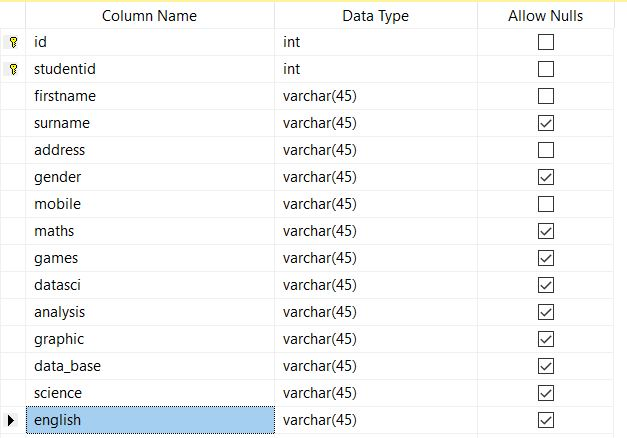 Column Name Data Type Allow Nulls
id int
studentid int
firstname varchar(45)
surname varchar(45)
address varchar(45)
gender varchar(45)
mobile varchar(45)
maths varchar(45)
games varchar(45)
datasci varchar(45)
analysis varchar(45)
graphic varchar(45)
data_base varchar(45)
science varchar(45)
english varchar(45)